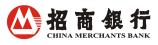 招商银行
CHINA MERCHANTS BANK